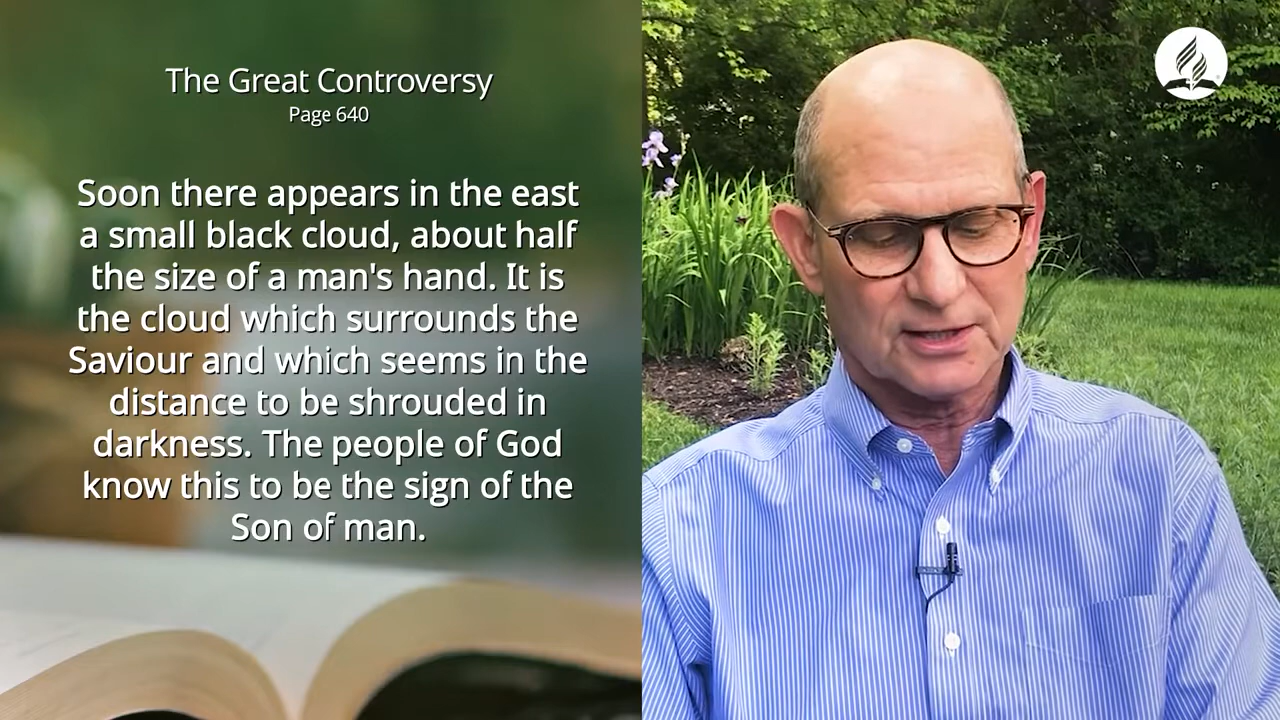 The Great Controversy
Page 640
Soon there appears in the east
a small black cloud, about half
the size of a man's hand. It is
the cloud which surrounds the
Saviour and which seems in the
distance to be shrouded in
darkness. The people of God
know this to be the sign of the
Son of man.